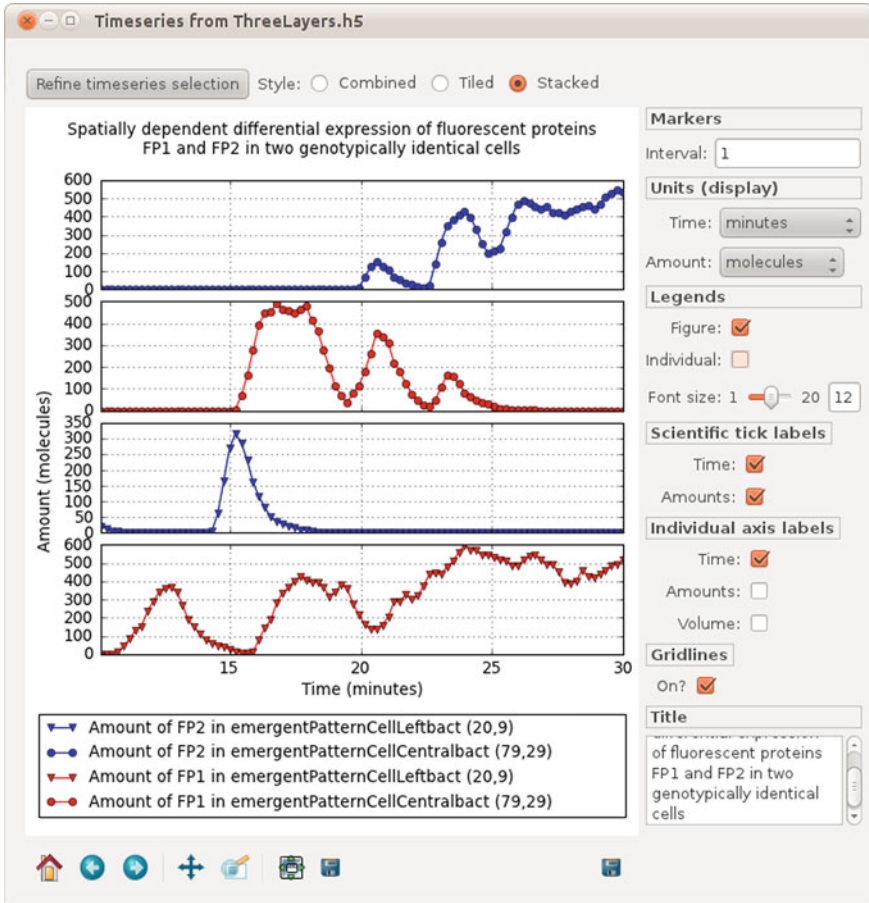 Timeseries from ThreeLayers.h5
Refine timeseries selection Style: Combined Tiled Stacked
Spatially dependent differential expression of fluorescent proteins
FP1 and FP2 in two genotypically identical cells
600
500
400
300
200
100
0
500
400
300
200
100
0
350
300
250
200
150
100
50
0
600
500
400
300
200
100
0
15 20 25 30
Amount (molecules)
Time (minutes)
Amount of FP2 in emergentPatternCellLeftbact (20,9)
Amount of FP2 in emergentPatternCellCentralbact (79,29)
Amount of FP1 in emergentPatternCellLeftbact (20,9)
Amount of FP1 in emergentPatternCellCentralbact (79,29)
Markers
Interval: 1
Units (display)
Time: minutes
Amount: molecules
Legends
Figure:
Individual:
Font size: 1 20 12
Scientific tick labels
Time:
Amounts:
Individual axis labels
Time:
Amounts:
Volume:
Gridlines
On?
Title
differential expression
of fluorescent proteins
FP1 and FP2 in two
genotypically identical
cells